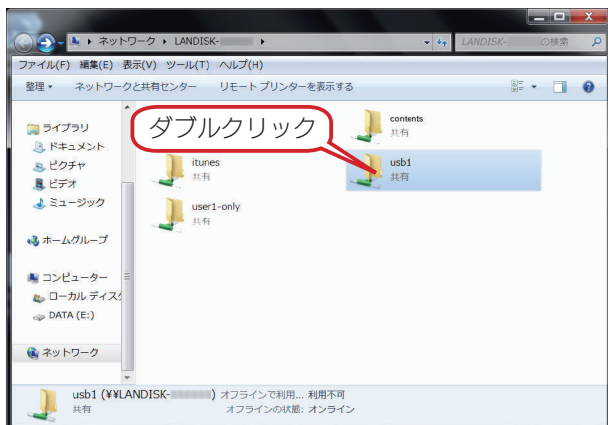 ネットワーク ▸ LANDISK- ▸
LANDISK- の検索
ファイル(F) 編集(E) 表示(V) ツール(T) ヘルプ(H)
整理 ▾ ネットワークと共有センター リモート プリンターを表示する
ライブラリ
ドキュメント
ピクチャ
ビデオ
ミュージック
ホームグループ
コンピューター
ローカル ディスク
DATA (E:)
ネットワーク
ダブルクリック
contents
共有
itunes
共有
usb1
共有
user1-only
共有
usb1 (¥¥LANDISK- ) オフラインで利用... 利用不可
共有 オフラインの状態: オンライン